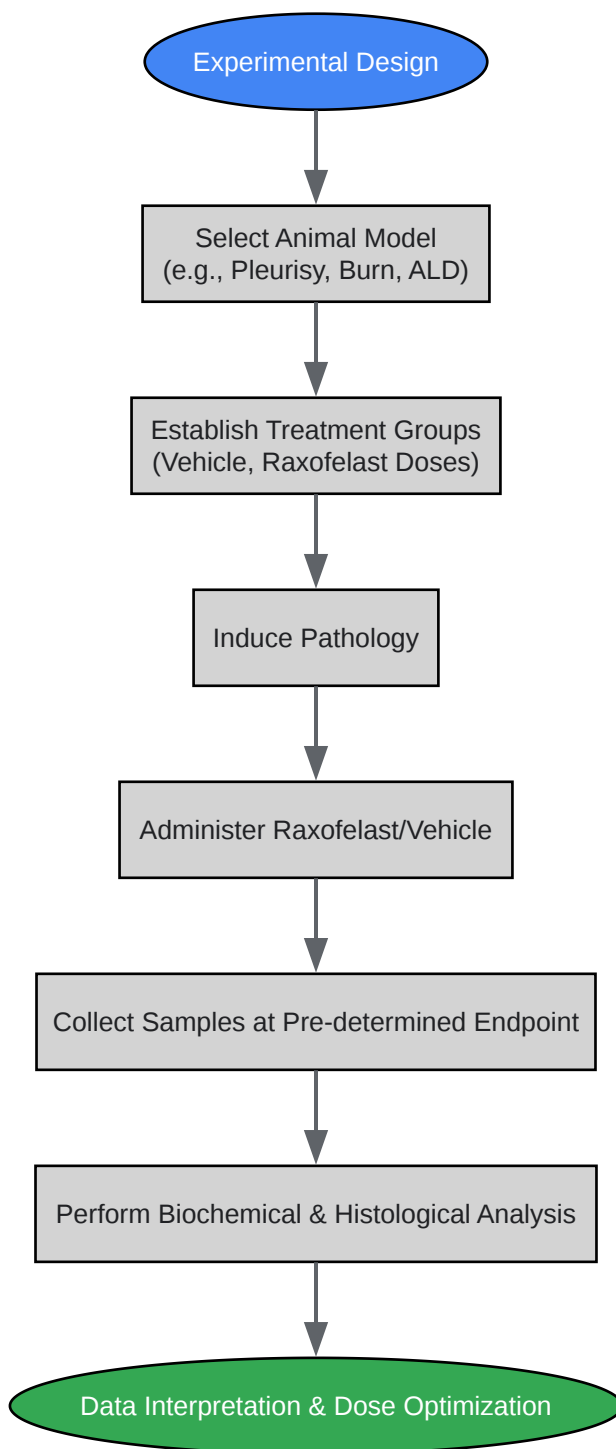 Experimental Design
Select Animal Model
(e.g., Pleurisy, Burn, ALD)
Establish Treatment Groups
(Vehicle, Raxofelast Doses)
Induce Pathology
Administer Raxofelast/Vehicle
Collect Samples at Pre-determined Endpoint
Perform Biochemical & Histological Analysis
Data Interpretation & Dose Optimization